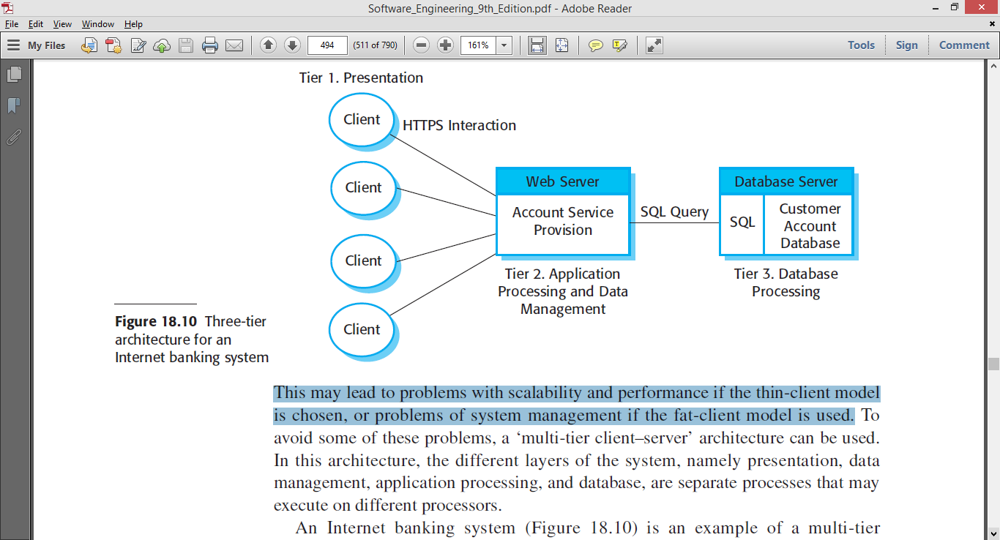 Software_Engineering_9th_Edition.pdf - Adobe Reader
File Edit View Window Help
My Files
494
(511 of 790)
161%
Tools
Sign
Comment
Tier 1. Presentation
Client
HTTPS Interaction
Client
Client
Client
Web Server
Account Service
Provision
SQL Query
Database Server
SQL
Customer
Account
Database
Tier 2. Application
Processing and Data
Management
Tier 3. Database
Processing
Figure 18.10 Three-tier
architecture for an
Internet banking system
This may lead to problems with scalability and performance if the thin-client model
is chosen, or problems of system management if the fat-client model is used. To
avoid some of these problems, a ‘multi-tier client–server’ architecture can be used.
In this architecture, the different layers of the system, namely presentation, data
management, application processing, and database, are separate processes that may
execute on different processors.
An Internet banking system (Figure 18.10) is an example of a multi-tier